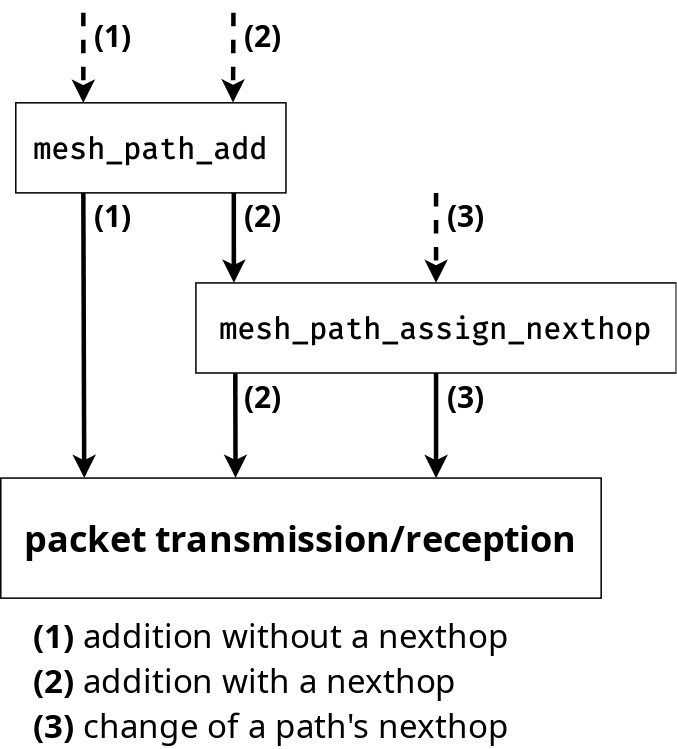 (1) (2)
mesh_path_add
(1) (2) (3)
mesh_path_assign_nexthop
(2) (3)
packet transmission/reception
(1) addition without a nexthop
(2) addition with a nexthop
(3) change of a path's nexthop